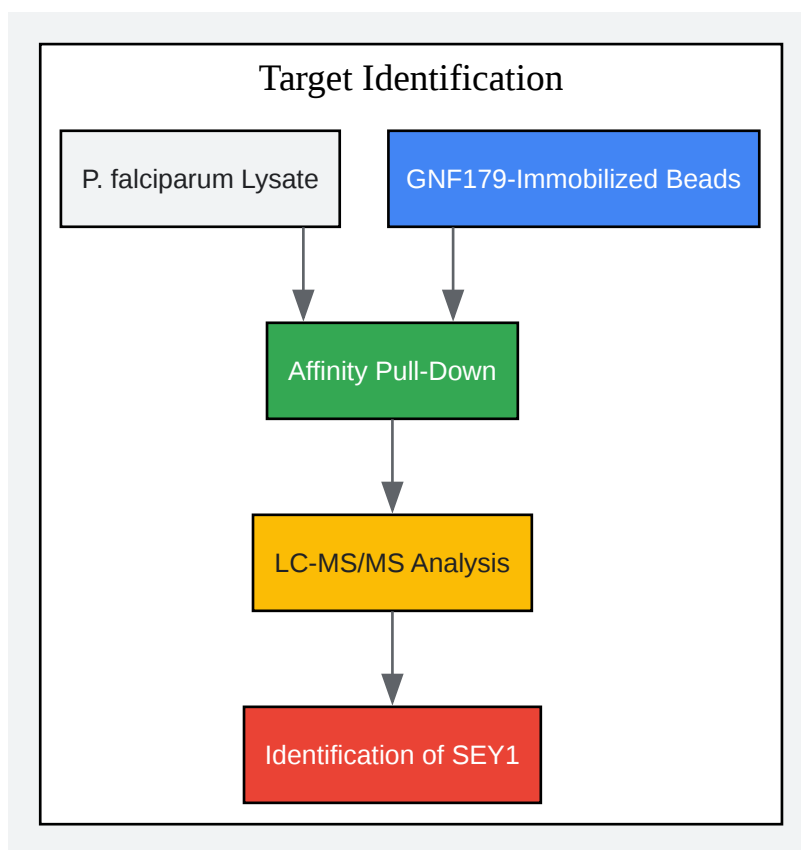 Target Identification
P. falciparum Lysate
GNF179-Immobilized Beads
Affinity Pull-Down
LC-MS/MS Analysis
Identification of SEY1